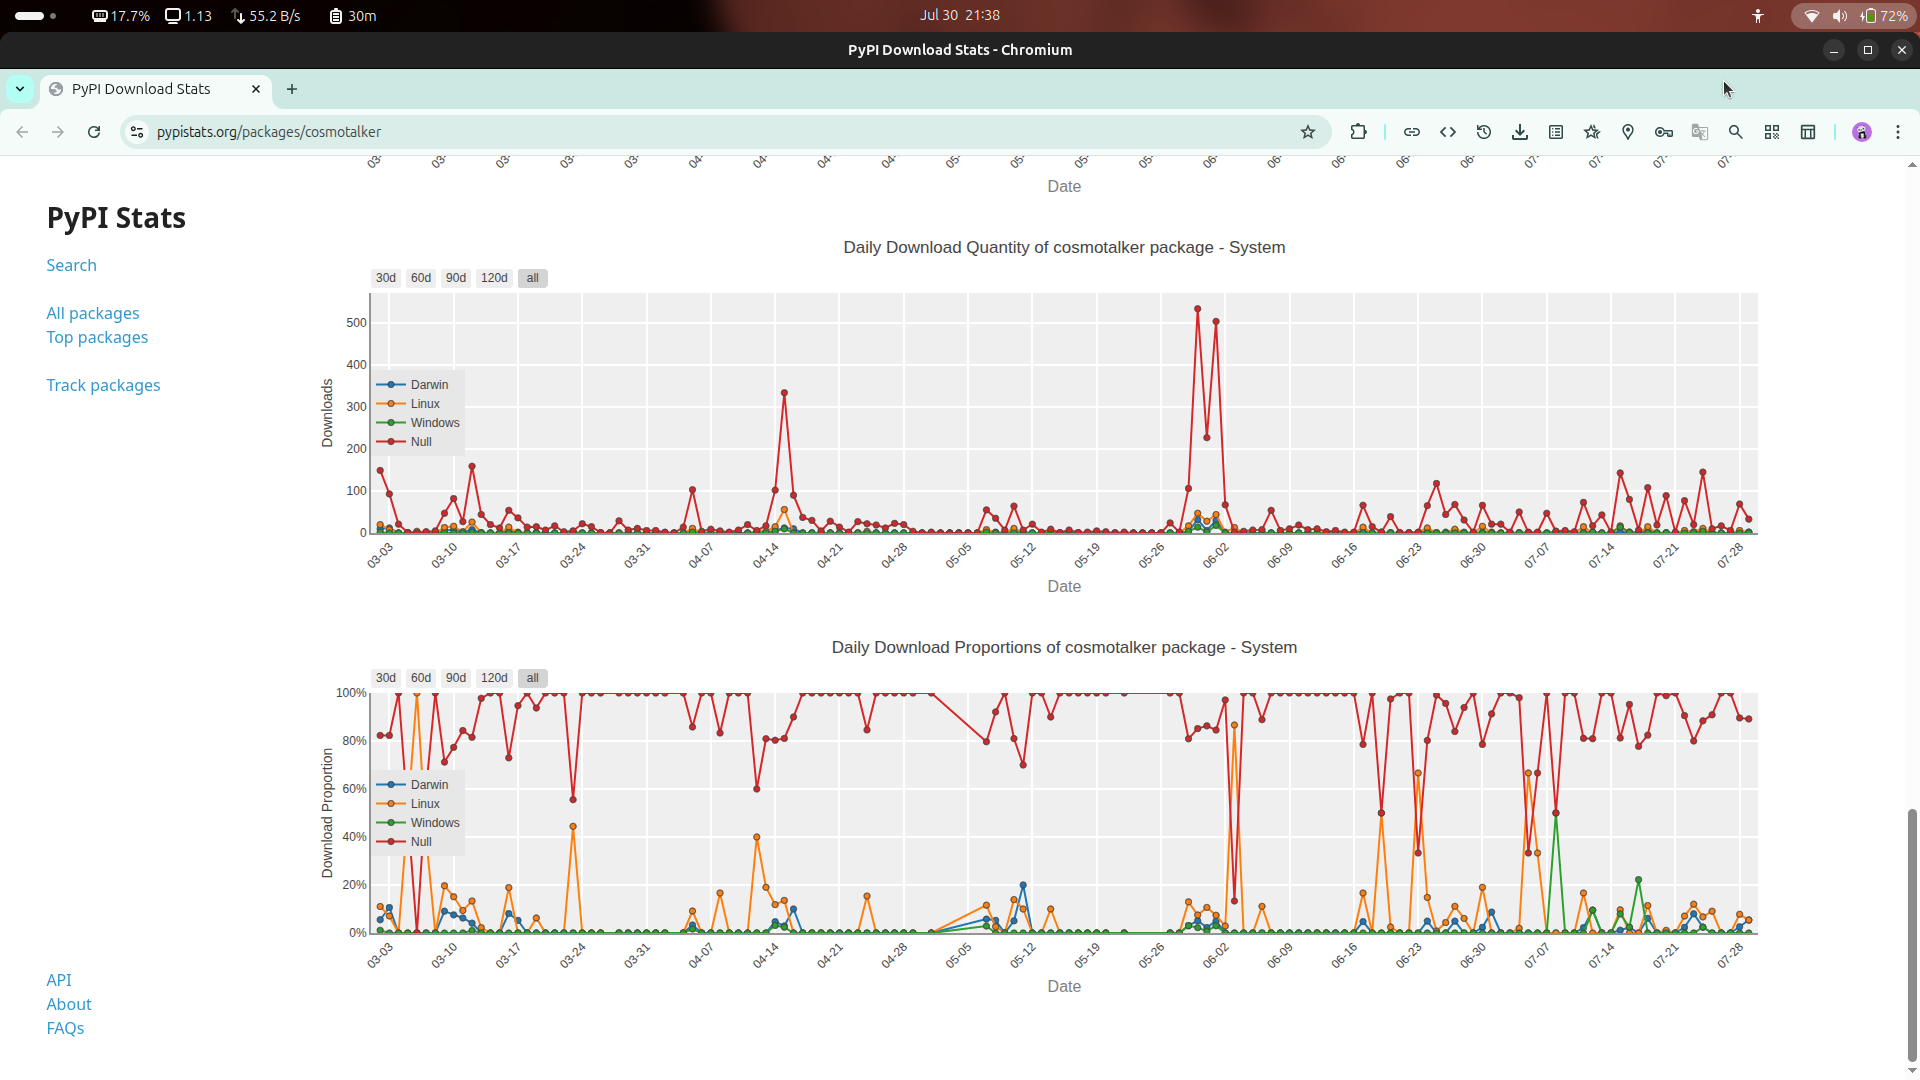 17.7% 1.13 55.2 B/s 30m Jul 30 21:38 72%
PyPI Download Stats - Chromium
PyPI Download Stats
pypistats.org/packages/cosmotalker
Date
PyPI Stats
Search
All packages
Top packages
Track packages
API
About
FAQs
Daily Download Quantity of cosmotalker package - System
30d 60d 90d 120d all
Downloads
500
400
300
200
100
0
Darwin
Linux
Windows
Null
03-03 03-10 03-17 03-24 03-31 04-07 04-14 04-21 04-28 05-05 05-12 05-19 05-26 06-02 06-09 06-16 06-23 06-30 07-07 07-14 07-21 07-28
Date
Daily Download Proportions of cosmotalker package - System
30d 60d 90d 120d all
Download Proportion
100%
80%
60%
40%
20%
0%
Darwin
Linux
Windows
Null
03-03 03-10 03-17 03-24 03-31 04-07 04-14 04-21 04-28 05-05 05-12 05-19 05-26 06-02 06-09 06-16 06-23 06-30 07-07 07-14 07-21 07-28
Date